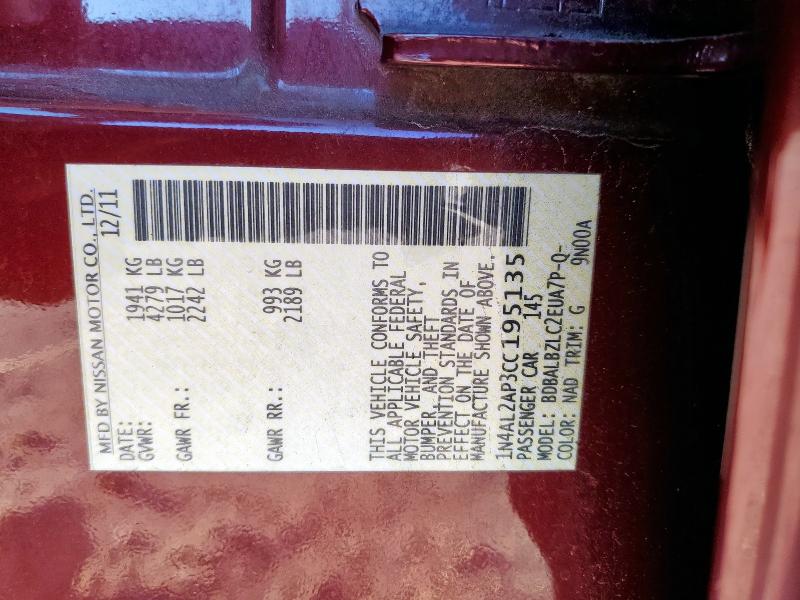 MFD BY NISSAN MOTOR CO., LTD.
DATE: 12/11
GVWR: 1941 KG
4279 LB
GAWR FR.: 1017 KG
2242 LB
GAWR RR.: 993 KG
2189 LB
THIS VEHICLE CONFORMS TO
ALL APPLICABLE FEDERAL
MOTOR VEHICLE SAFETY,
BUMPER, AND THEFT
PREVENTION STANDARDS IN
EFFECT ON THE DATE OF
MANUFACTURE SHOWN ABOVE.
1N4AL2AP3CC195135
PASSENGER CAR 145
MODEL: BDBALBZLC2EUA7P-Q-
COLOR: NAD TRIM: G 9N00A